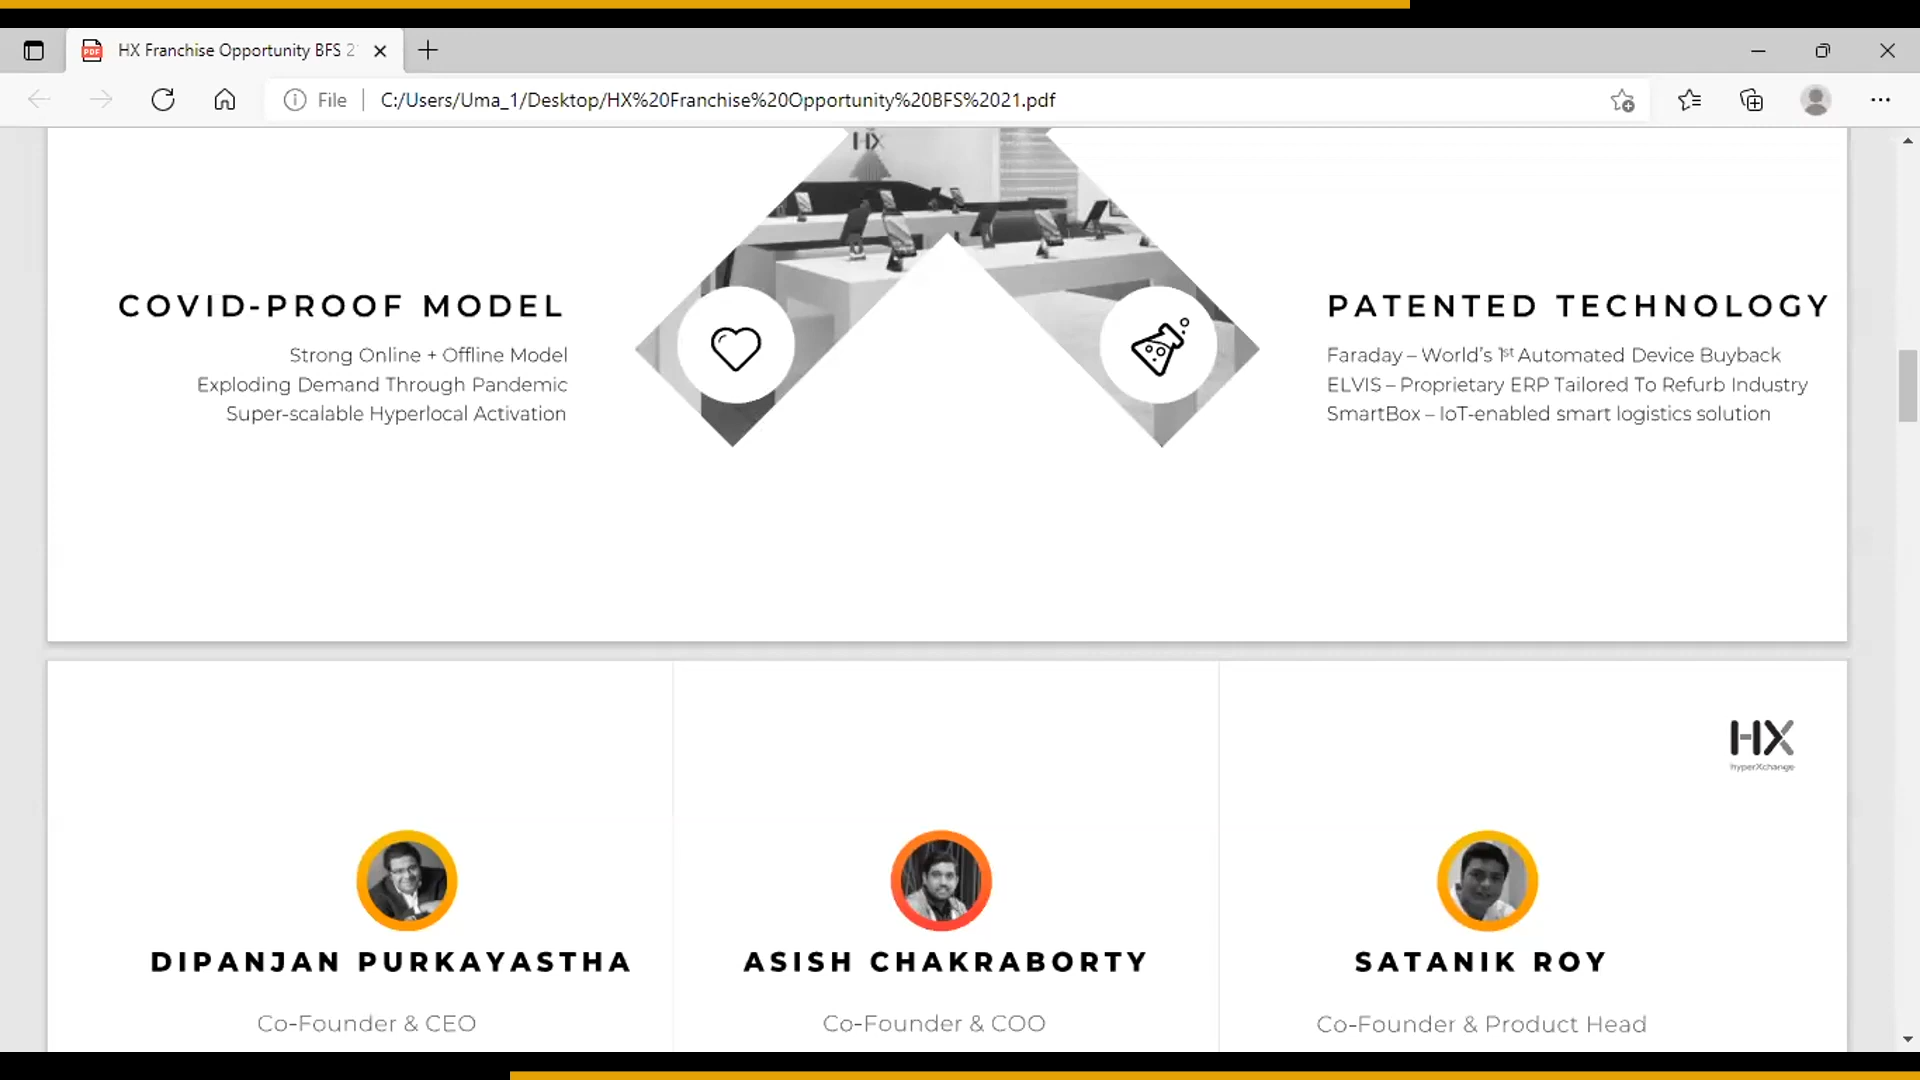 HX Franchise Opportunity BFS 2
File
C:/Users/Uma_1/Desktop/HX%20Franchise%20Opportunity%20BFS%2021.pdf
HX
COVID-PROOF MODEL
Strong Online + Offline Model
Exploding Demand Through Pandemic
Super-scalable Hyperlocal Activation
PATENTED TECHNOLOGY
Faraday – World's 1st Automated Device Buyback
ELVIS – Proprietary ERP Tailored To Refurb Industry
SmartBox – IoT-enabled smart logistics solution
HX
hyperXchange
DIPANJAN PURKAYASTHA
Co-Founder & CEO
ASISH CHAKRABORTY
Co-Founder & COO
SATANIK ROY
Co-Founder & Product Head